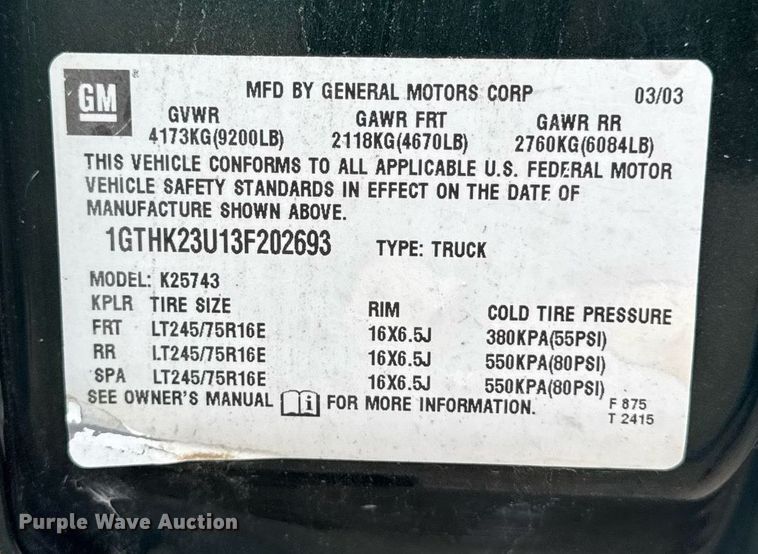 GM
MFD BY GENERAL MOTORS CORP 03/03
GVWR GAWR FRT GAWR RR
4173KG(9200LB) 2118KG(4670LB) 2760KG(6084LB)
THIS VEHICLE CONFORMS TO ALL APPLICABLE U.S. FEDERAL MOTOR
VEHICLE SAFETY STANDARDS IN EFFECT ON THE DATE OF
MANUFACTURE SHOWN ABOVE.
1GTHK23U13F202693 TYPE: TRUCK
MODEL: K25743
KPLR TIRE SIZE RIM COLD TIRE PRESSURE
FRT LT245/75R16E 16X6.5J 380KPA(55PSI)
RR LT245/75R16E 16X6.5J 550KPA(80PSI)
SPA LT245/75R16E 16X6.5J 550KPA(80PSI)
SEE OWNER'S MANUAL FOR MORE INFORMATION.
F 875
T 2415
Purple Wave Auction